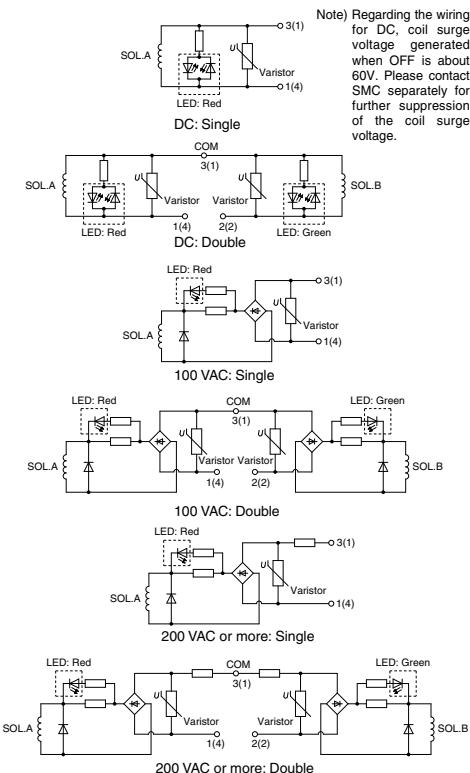 3(1)
SOL.A
U
Varistor
1(4)
LED: Red
DC: Single
Note) Regarding the wiring
for DC, coil surge
voltage generated
when OFF is about
60V. Please contact
SMC separately for
further suppression
of the coil surge
voltage.
COM
3(1)
SOL.A
U
Varistor
U
Varistor
SOL.B
LED: Red
1(4)
2(2)
LED: Green
DC: Double
LED: Red
3(1)
SOL.A
U
Varistor
1(4)
100 VAC: Single
LED: Red
COM
LED: Green
3(1)
U
U
SOL.A
Varistor
Varistor
SOL.B
1(4)
2(2)
100 VAC: Double
LED: Red
3(1)
U
SOL.A
Varistor
1(4)
200 VAC or more: Single
LED: Red
COM
LED: Green
3(1)
U
U
SOL.A
Varistor
Varistor
SOL.B
1(4)
2(2)
200 VAC or more: Double